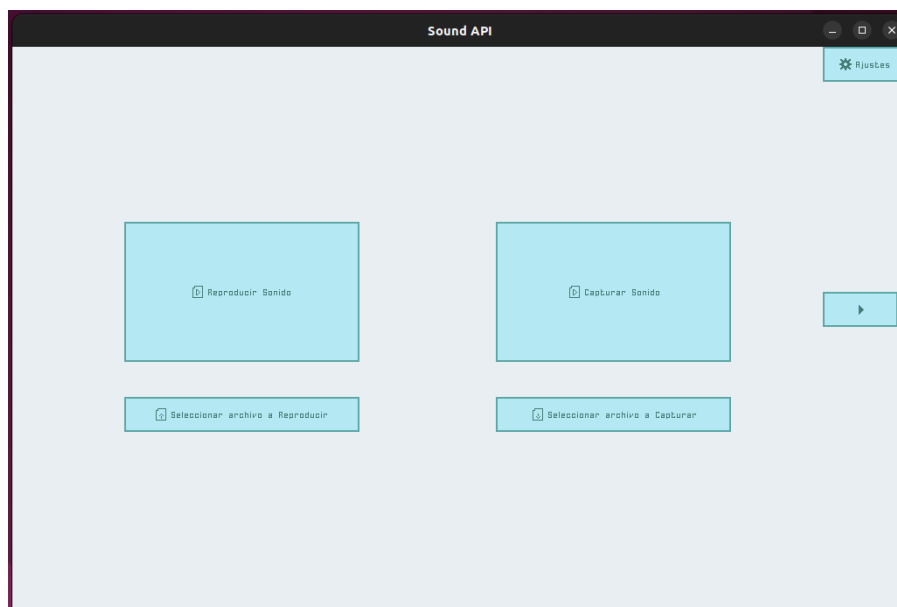 Sound API
Ajustes
Reproducir Sonido
Capturar Sonido
Seleccionar archivo a Reproducir
Seleccionar archivo a Capturar